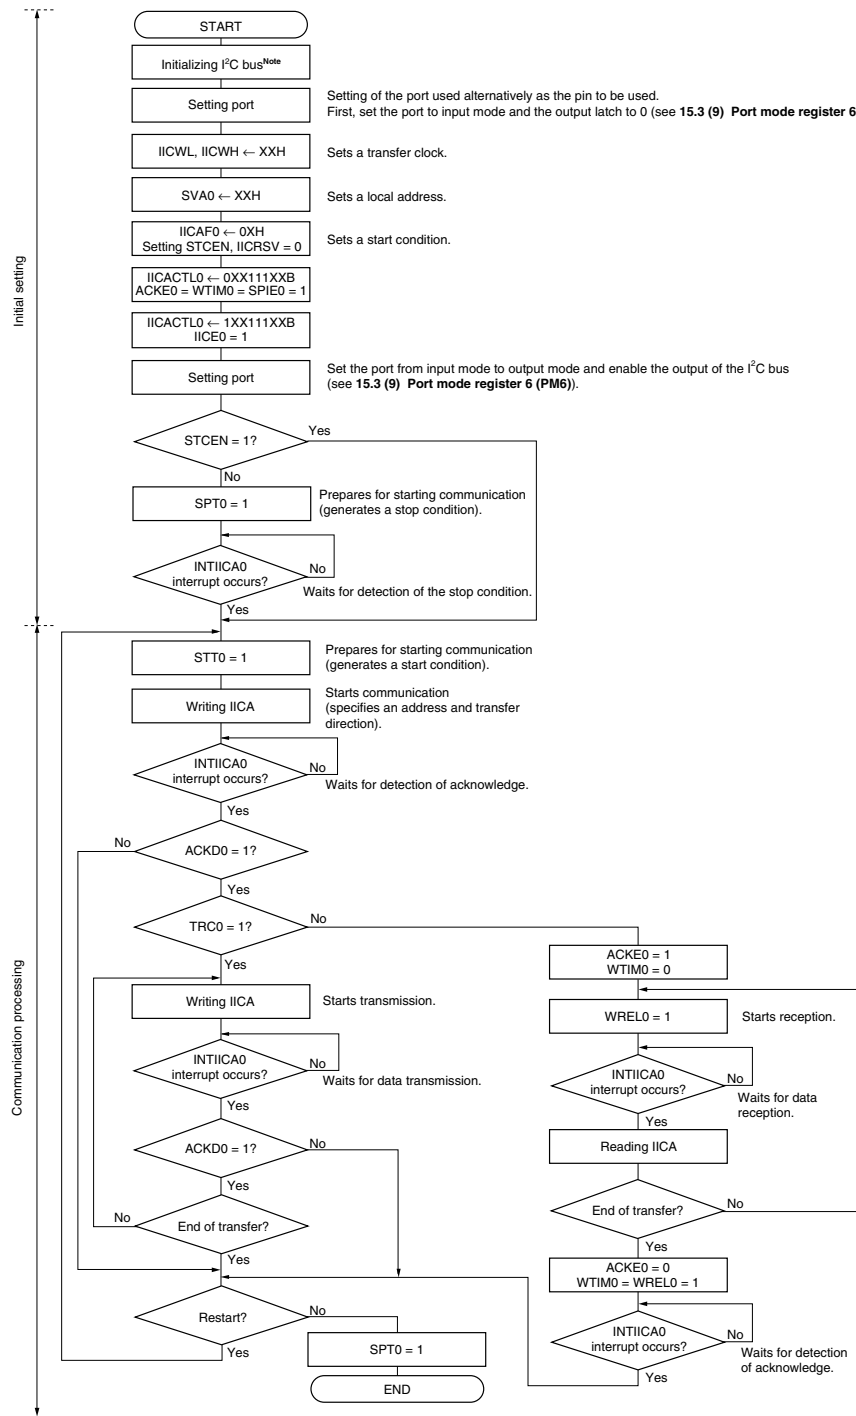 START
Initializing I²C busNote
Setting port
Setting of the port used alternatively as the pin to be used.
First, set the port to input mode and the output latch to 0 (see 15.3 (9) Port mode register 6
IICWL, IICWH ← XXH
Sets a transfer clock.
SVA0 ← XXH
Sets a local address.
IICAF0 ← 0XH
Setting STCEN, IICRSV = 0
Sets a start condition.
Initial setting
IICACTL0 ← 0XX111XXB
ACKE0 = WTIM0 = SPIE0 = 1
IICACTL0 ← 1XX111XXB
IICE0 = 1
Setting port
Set the port from input mode to output mode and enable the output of the I²C bus
(see 15.3 (9) Port mode register 6 (PM6)).
STCEN = 1?
Yes
No
SPT0 = 1
Prepares for starting communication
(generates a stop condition).
INTIICA0
interrupt occurs?
No
Waits for detection of the stop condition.
Yes
STT0 = 1
Prepares for starting communication
(generates a start condition).
Writing IICA
Starts communication
(specifies an address and transfer
direction).
INTIICA0
interrupt occurs?
No
Waits for detection of acknowledge.
Yes
No
ACKD0 = 1?
Yes
TRC0 = 1?
No
Yes
Communication processing
Writing IICA
Starts transmission.
INTIICA0
interrupt occurs?
No
Waits for data transmission.
Yes
ACKD0 = 1?
No
Yes
No
End of transfer?
Yes
Restart?
No
Yes
SPT0 = 1
END
ACKE0 = 1
WTIM0 = 0
WREL0 = 1
Starts reception.
INTIICA0
interrupt occurs?
No
Waits for data
reception.
Yes
Reading IICA
End of transfer?
No
Yes
ACKE0 = 0
WTIM0 = WREL0 = 1
INTIICA0
interrupt occurs?
No
Waits for detection
of acknowledge.
Yes